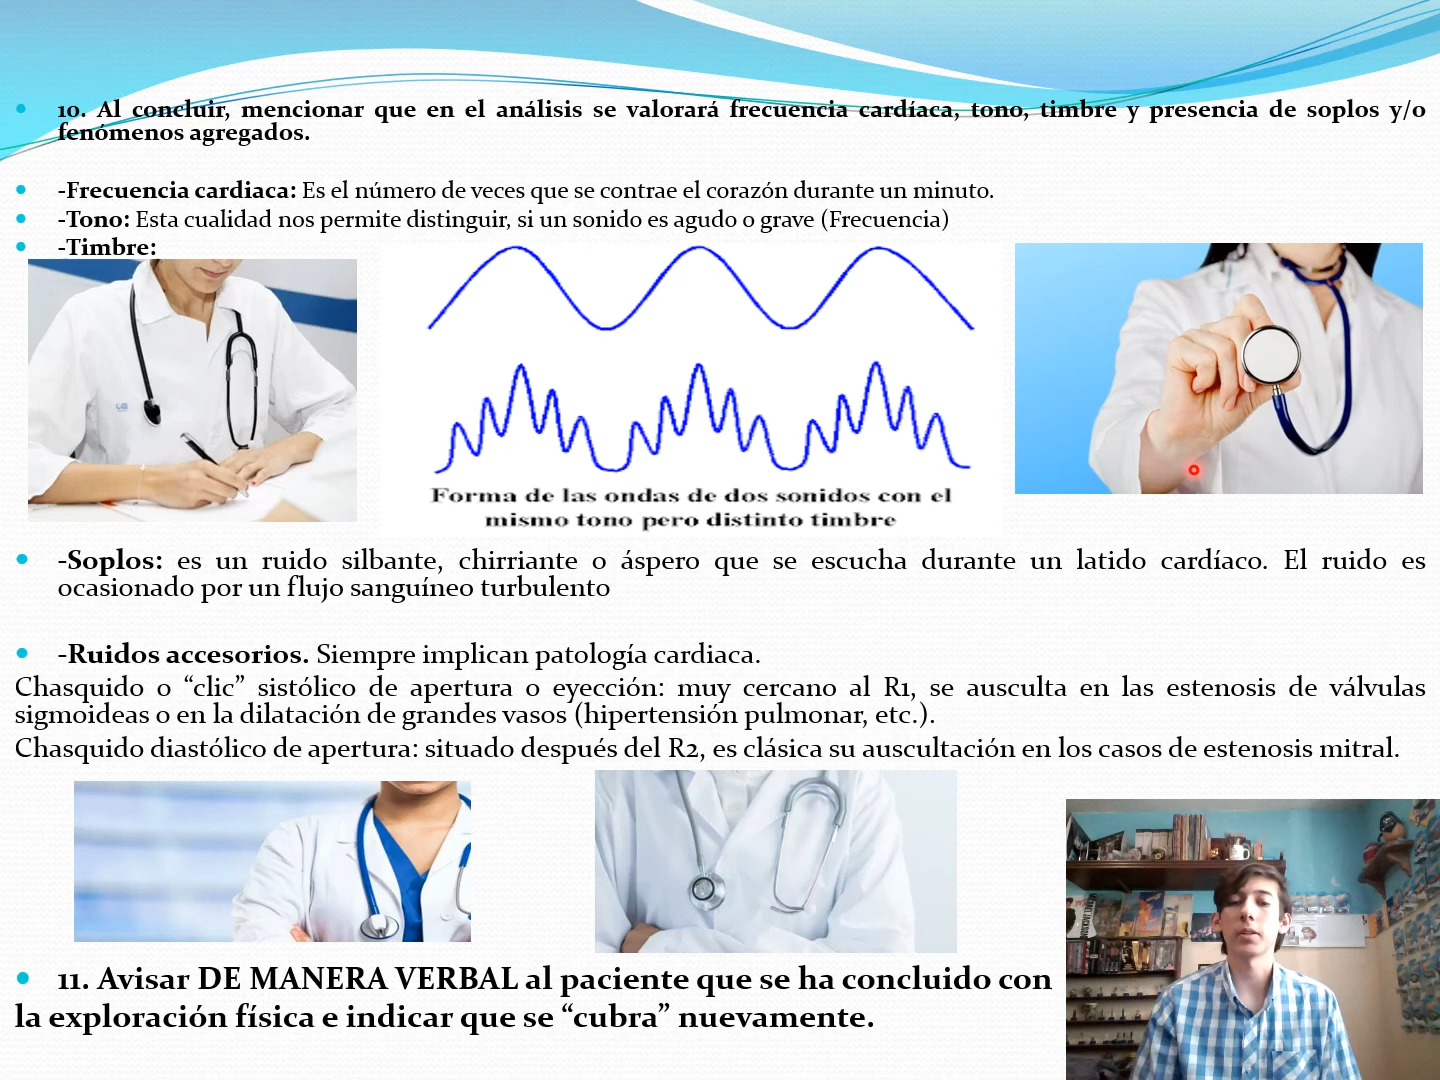 10. Al concluir, mencionar que en el análisis se valorará frecuencia cardíaca, tono, timbre y presencia de soplos y/o
fenómenos agregados.
-Frecuencia cardiaca: Es el número de veces que se contrae el corazón durante un minuto.
-Tono: Esta cualidad nos permite distinguir, si un sonido es agudo o grave (Frecuencia)
-Timbre:
Forma de las ondas de dos sonidos con el
mismo tono pero distinto timbre
-Soplos: es un ruido silbante, chirriante o áspero que se escucha durante un latido cardíaco. El ruido es
ocasionado por un flujo sanguíneo turbulento
-Ruidos accesorios. Siempre implican patología cardiaca.
Chasquido o “clic” sistólico de apertura o eyección: muy cercano al R1, se ausculta en las estenosis de válvulas
sigmoideas o en la dilatación de grandes vasos (hipertensión pulmonar, etc.).
Chasquido diastólico de apertura: situado después del R2, es clásica su auscultación en los casos de estenosis mitral.
11. Avisar DE MANERA VERBAL al paciente que se ha concluido con
la exploración física e indicar que se “cubra” nuevamente.